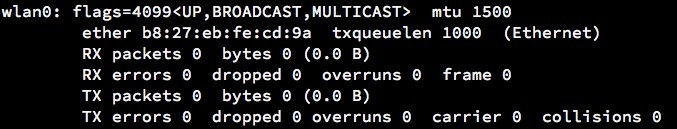 wlan0: flags=4099<UP,BROADCAST,MULTICAST>  mtu 1500
        ether b8:27:eb:fe:cd:9a  txqueuelen 1000  (Ethernet)
        RX packets 0  bytes 0 (0.0 B)
        RX errors 0  dropped 0  overruns 0  frame 0
        TX packets 0  bytes 0 (0.0 B)
        TX errors 0  dropped 0 overruns 0  carrier 0  collisions 0